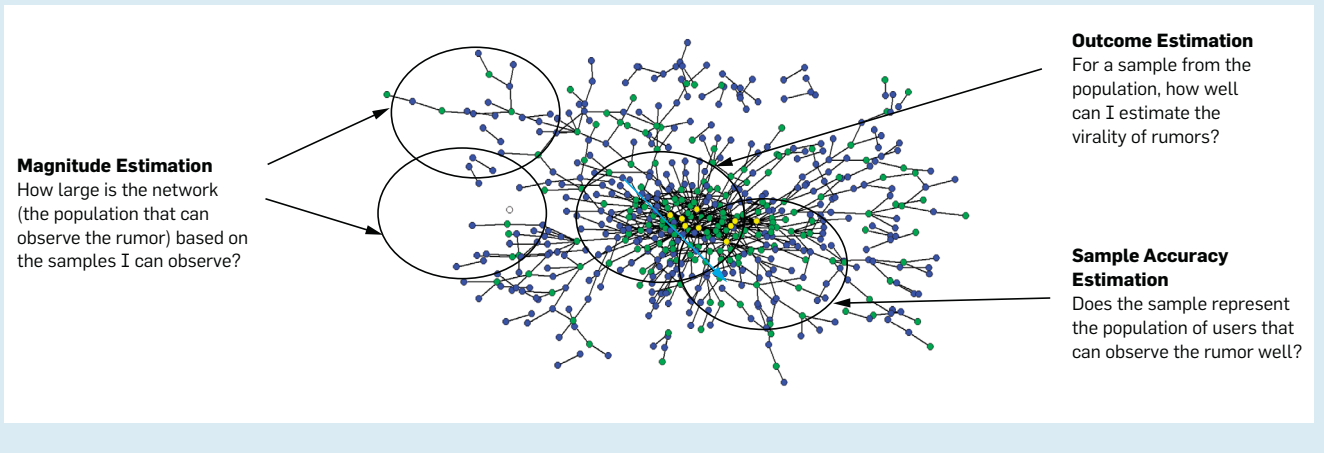 Magnitude Estimation
How large is the network
(the population that can
observe the rumor) based on
the samples I can observe?
Outcome Estimation
For a sample from the
population, how well
can I estimate the
virality of rumors?
Sample Accuracy
Estimation
Does the sample represent
the population of users that
can observe the rumor well?